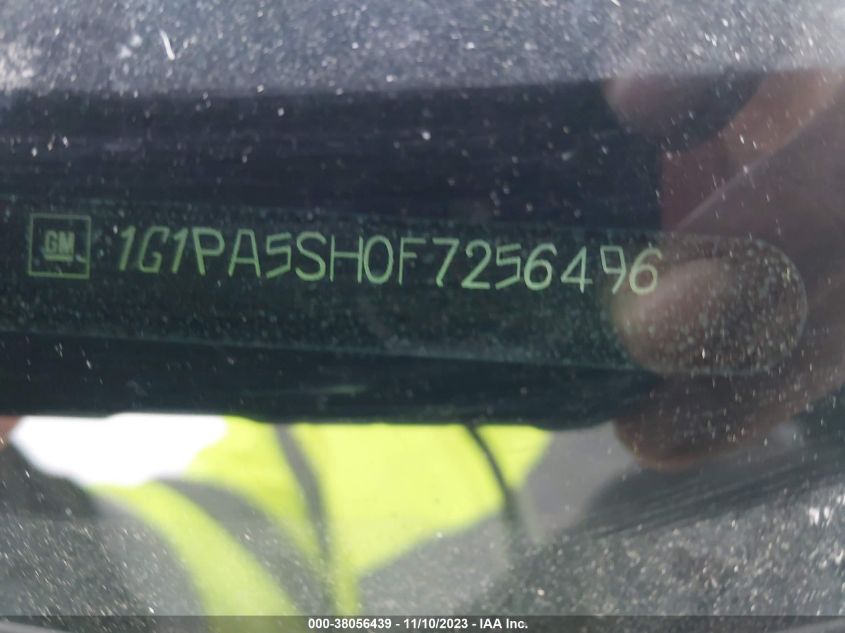 GM 1G1PA5SH0F7256496
000-38056439 - 11/10/2023 - IAA Inc.